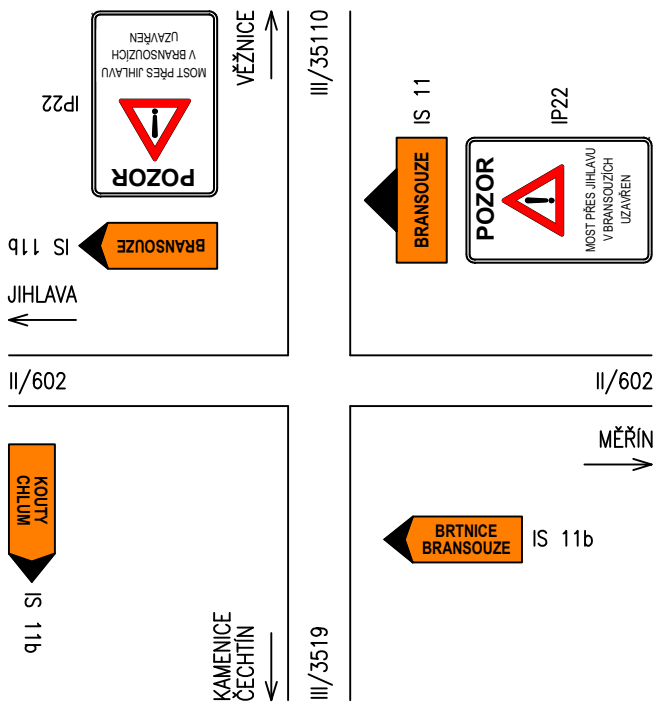 MOST PŘES JIHLAVU
V BRANSOUZÍCH
UZAVŘEN
POZOR
IP22
VĚŽNICE
III/35110
IS 11
BRANSOUZE
IP22
POZOR
MOST PŘES JIHLAVU
V BRANSOUZÍCH
UZAVŘEN
BRANSOUZE
IS 11b
JIHLAVA
II/602
II/602
MĚŘÍN
KOUTY
CHLUM
IS 11b
BRTNICE
BRANSOUZE
IS 11b
KAMENICE
ČECHTÍN
III/3519